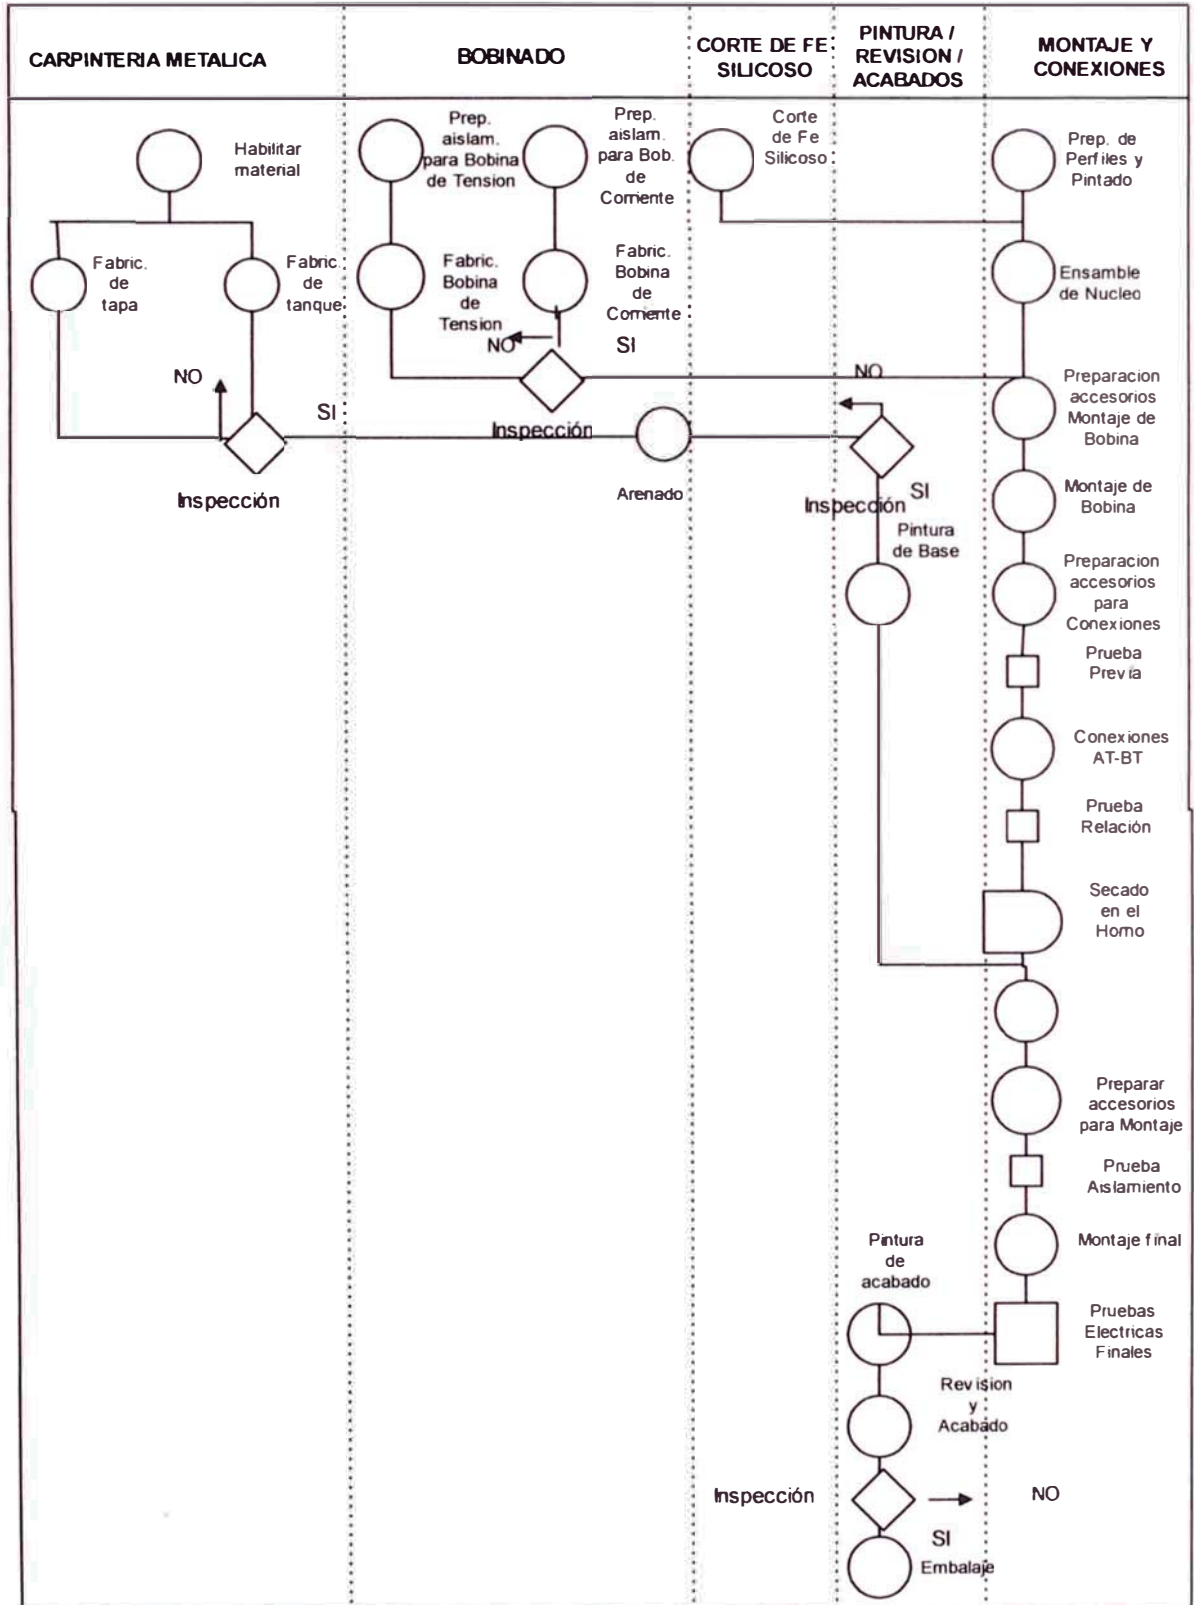 CARPINTERIA METALICA
BOBINADO
CORTE DE FE
SILICOSO
PINTURA /
REVISION /
ACABADOS
MONTAJE Y
CONEXIONES
Habilitar
material
Prep.
aislam.
para Bobina
de Tension
Prep.
aislam.
para Bob.
de
Corriente
Corte
de Fe
Silicoso
Prep. de
Perfiles y
Pintado
Fabric.
de
tapa
Fabric.
de
tanque
Fabric.
Bobina
de
Tension
Fabric.
Bobina
de
Corriente
Ensamble
de Nucleo
NO
SI
NO
SI
Inspección
Inspección
Arenado
NO
Inspección
SI
Pintura
de Base
Preparacion
accesorios
Montaje de
Bobina
Montaje de
Bobina
Preparacion
accesorios
para
Conexiones
Prueba
Previa
Conexiones
AT-BT
Prueba
Relación
Secado
en el
Horno
Preparar
accesorios
para Montaje
Prueba
Aislamiento
Montaje final
Pintura
de
acabado
Pruebas
Electricas
Finales
Revision
y
Acabado
Inspección
NO
SI
Embalaje